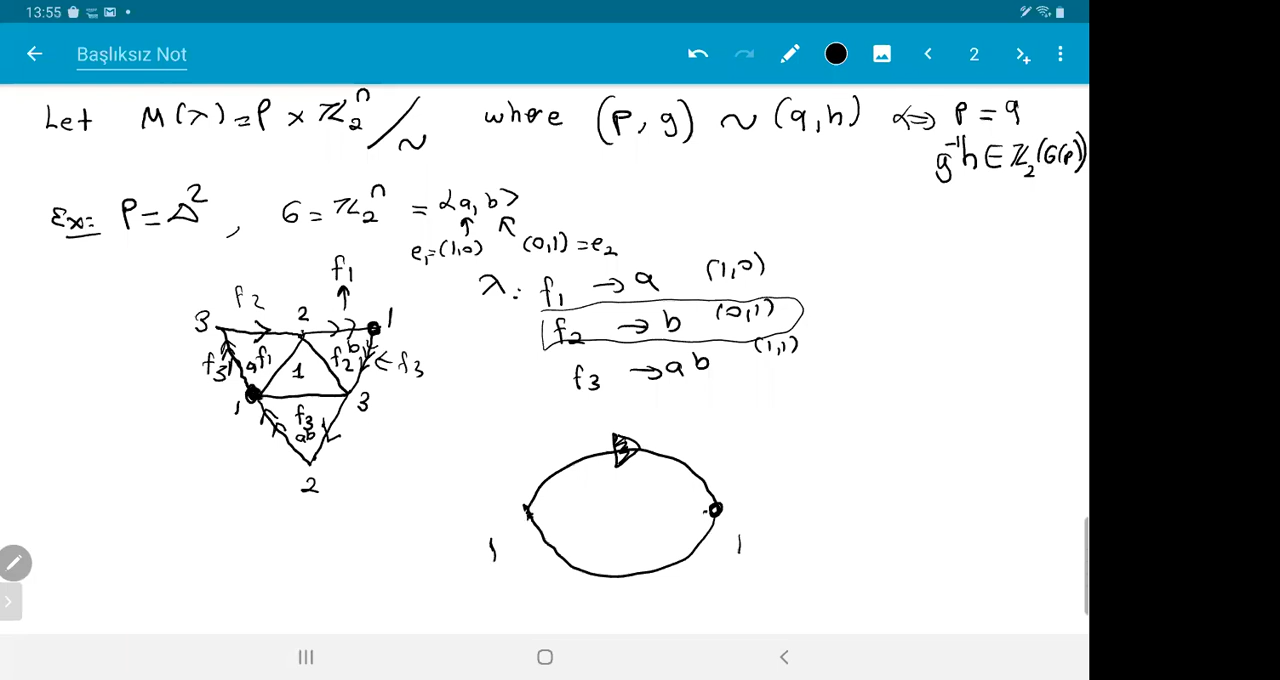 13:55
Başlıksız Not
2
Let M(λ) = P × ℤ₂ⁿ/∼ where (p, g) ∼ (q, h) ⇔ p = q
g⁻¹h ∈ ℤ₂(G(p))
Ex: P = Δ², G = ℤ₂ⁿ = <a, b>
e₁ = (1,0) (0,1) = e₂
λ: f₁ → a (1,0)
f₂ → b (0,1)
f₃ → a b (1,1)
f₁
f₂
3 2 1
f₃ a f₁ 1 f₂ b f₃
1 3
f₃
ab
2
1 1